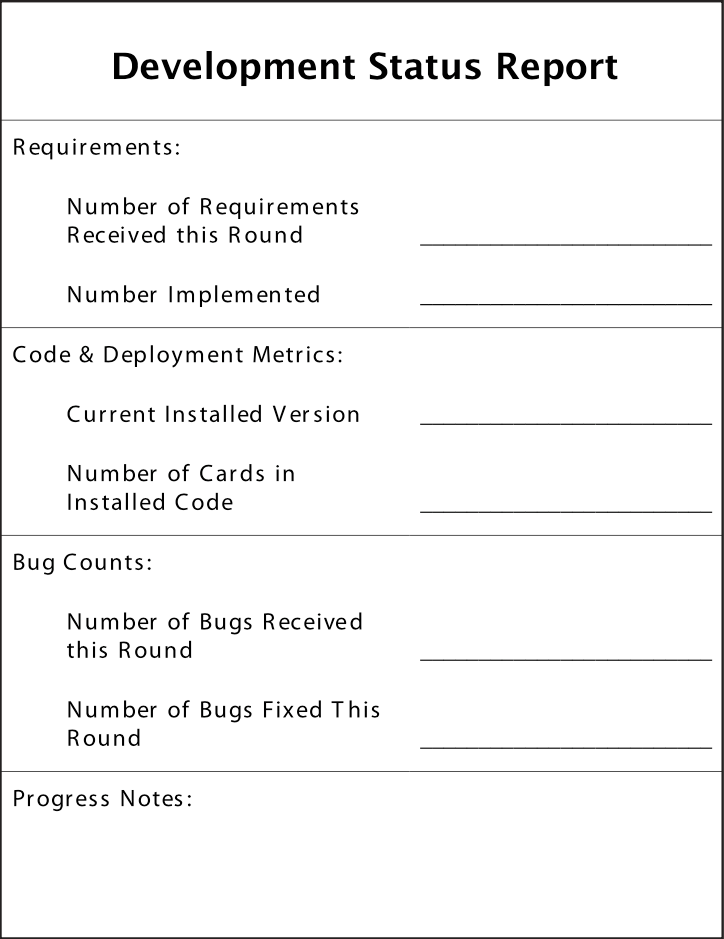 Development Status Report
Requirements:
Number of Requirements
Received this Round
Number Implemented
Code & Deployment Metrics:
Current Installed Version
Number of Cards in
Installed Code
Bug Counts:
Number of Bugs Received
this Round
Number of Bugs Fixed This
Round
Progress Notes: